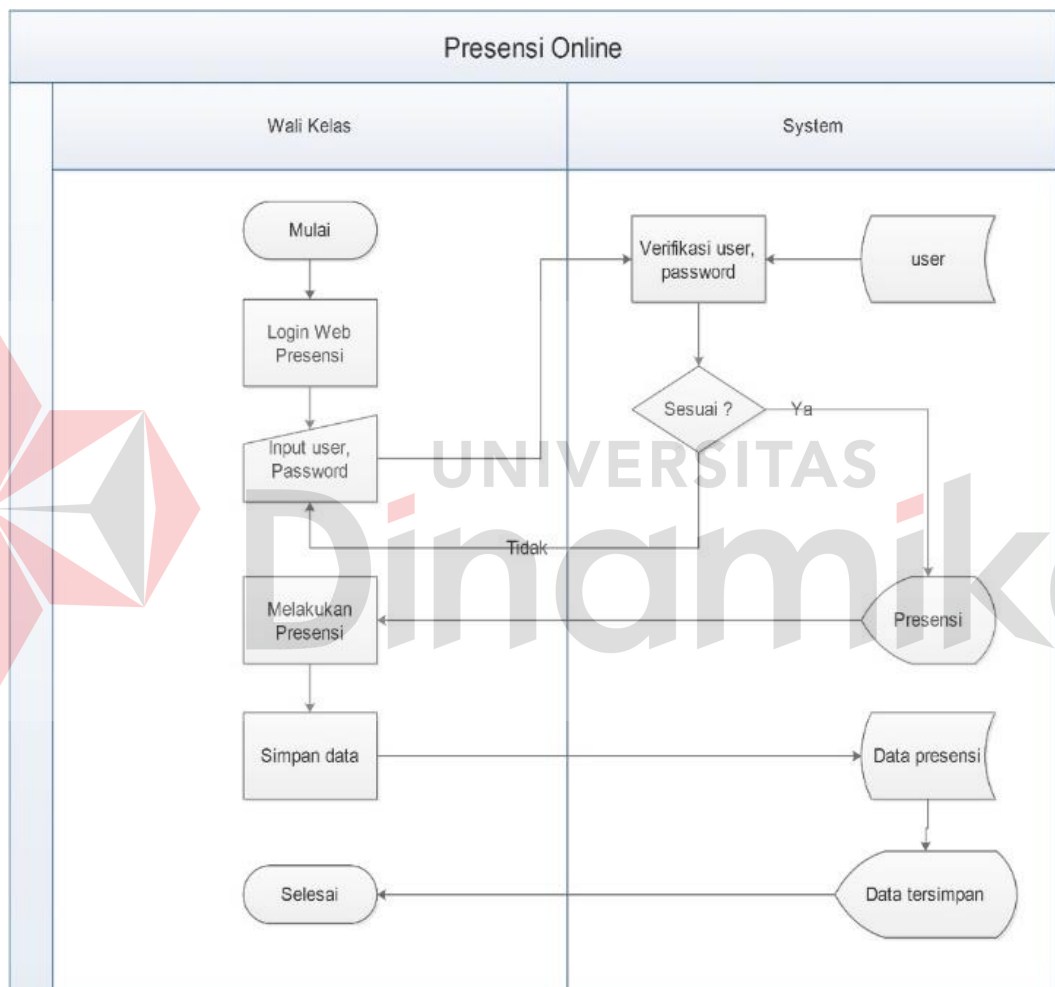 Presensi Online
Wali Kelas
System
Mulai
Verifikasi user,
password
user
Login Web
Presensi
Sesuai ?
Ya
Input user,
Password
UNIVERSITAS
Dinamika
Tidak
Melakukan
Presensi
Presensi
Simpan data
Data presensi
Selesai
Data tersimpan